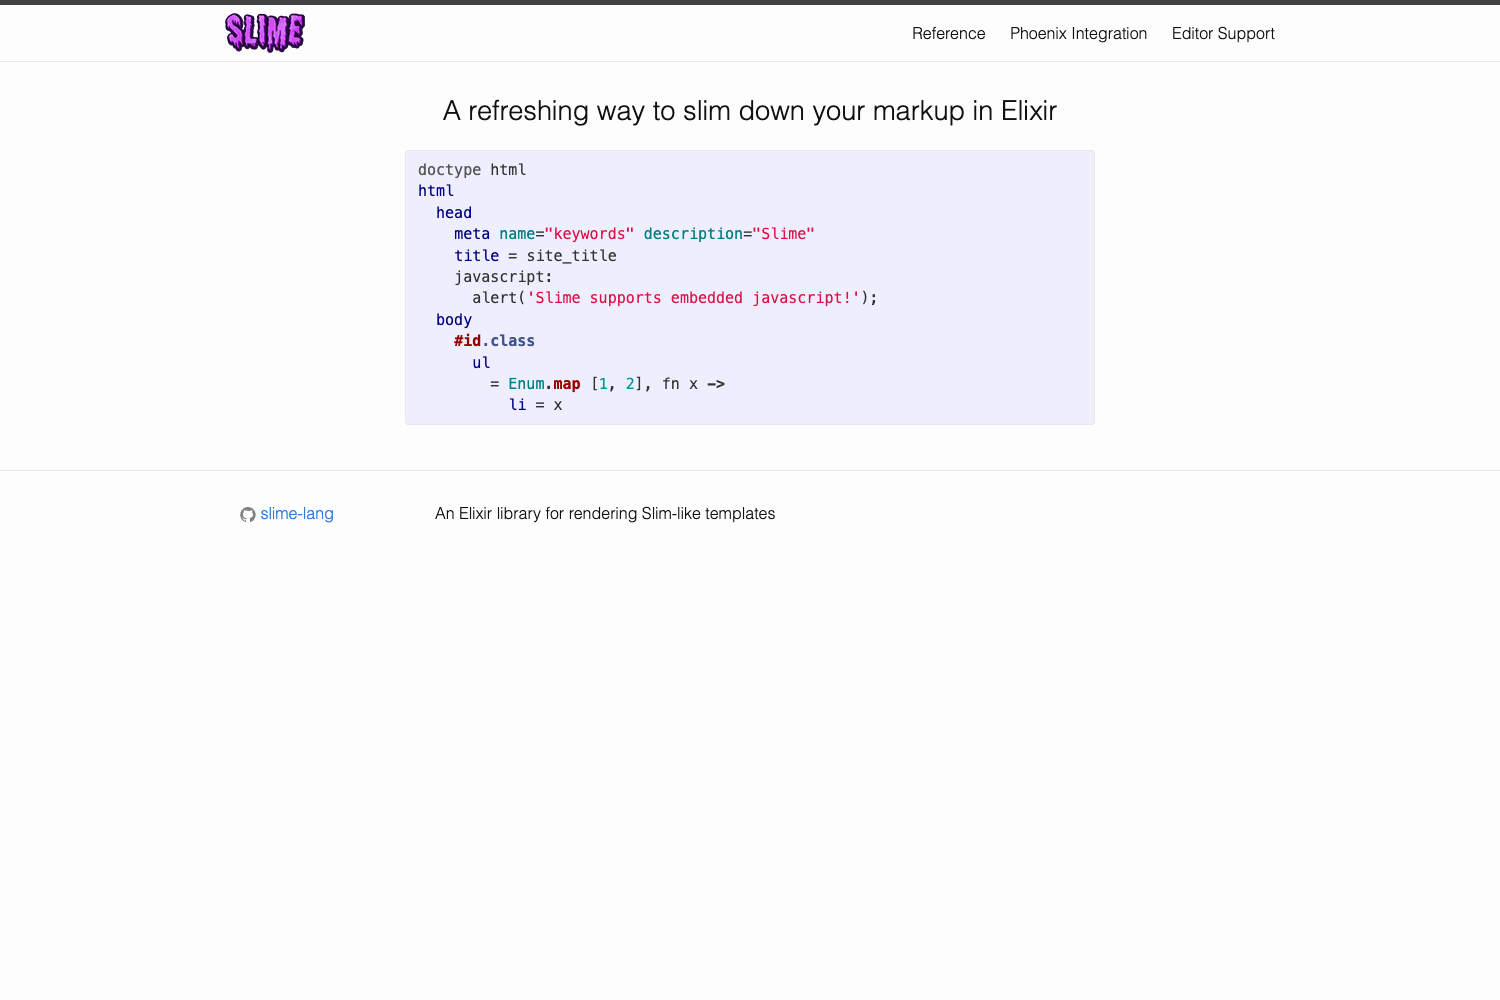 SLIME
Reference Phoenix Integration Editor Support
A refreshing way to slim down your markup in Elixir
doctype html
html
  head
    meta name="keywords" description="Slime"
    title = site_title
    javascript:
      alert('Slime supports embedded javascript!');
  body
    #id.class
      ul
        = Enum.map [1, 2], fn x ->
          li = x
slime-lang
An Elixir library for rendering Slim-like templates